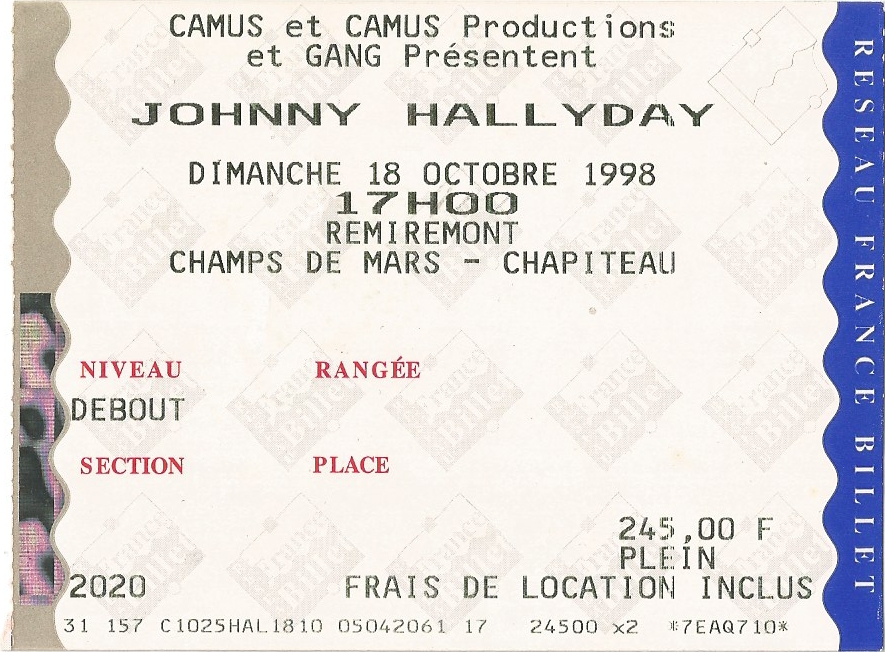 CAMUS et CAMUS Productions
et GANG Présentent
JOHNNY HALLYDAY
DIMANCHE 18 OCTOBRE 1998
17H00
REMIREMONT
CHAMPS DE MARS - CHAPITEAU
NIVEAU RANGÉE
DEBOUT
SECTION PLACE
245,00 F
PLEIN
2020 FRAIS DE LOCATION INCLUS
31 157 C1025HAL1810 05042061 17 24500 x2 *7EAQ710*
RESEAU FRANCE BILLET
France Billet